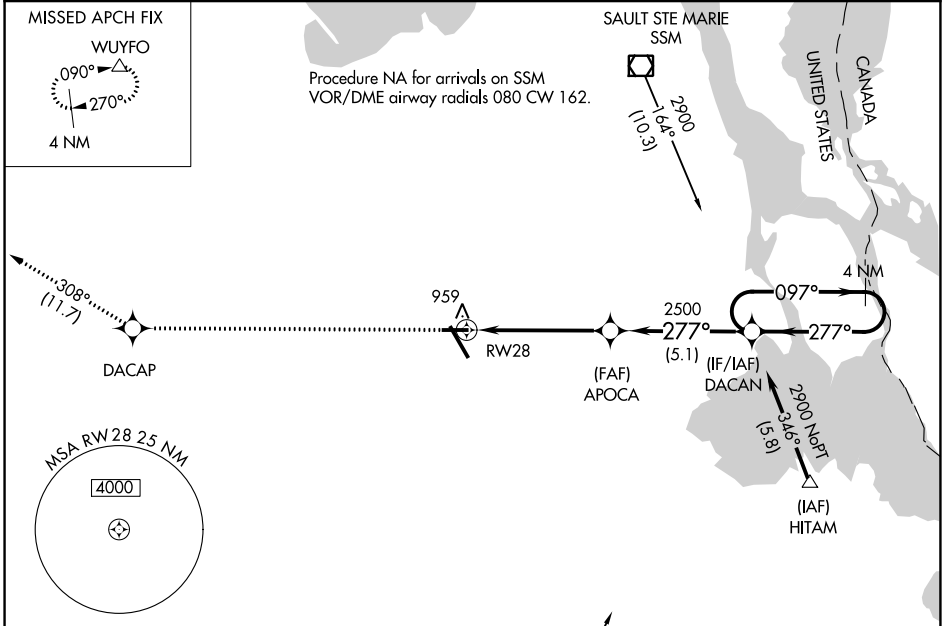 MISSED APCH FIX
WUYFO
090°
270°
4 NM
SAULT STE MARIE
SSM
Procedure NA for arrivals on SSM
VOR/DME airway radials 080 CW 162.
2900
164°
(10.3)
CANADA
UNITED STATES
308°
(11.7)
DACAP
959
RW28
2500
277°
(5.1)
(FAF)
APOCA
(IF/IAF)
DACAN
4 NM
097°
277°
2900 NoPT
346°
(5.8)
(IAF)
HITAM
MSA RW28 25 NM
4000